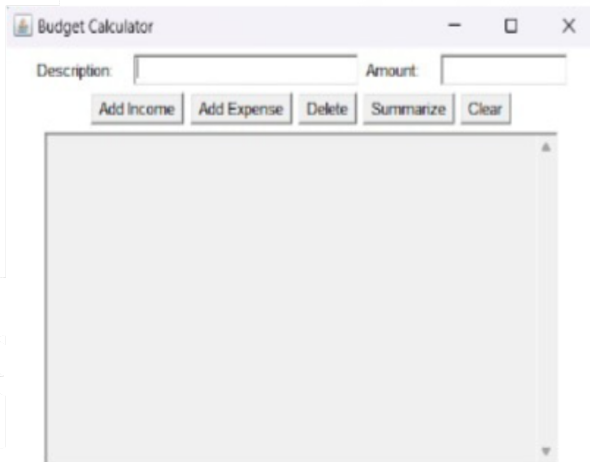 Budget Calculator
Description: Amount:
Add Income Add Expense Delete Summarize Clear